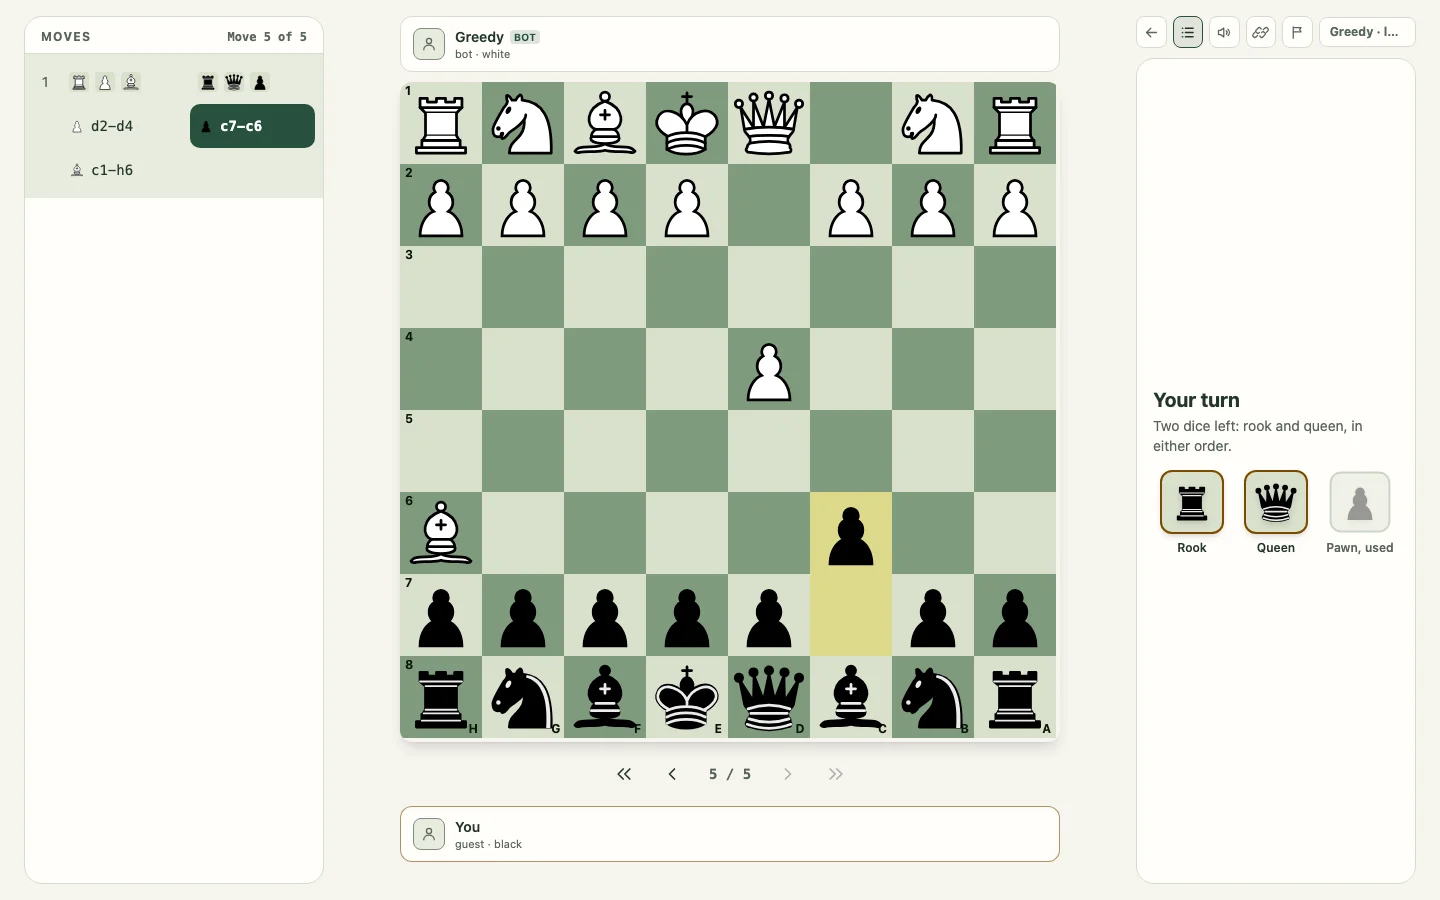 MOVES
Move 5 of 5
1
d2–d4
c7–c6
c1–h6
Greedy BOT
bot · white
1
2
3
4
5
6
7
8
H G F E D C B A
5 / 5
You
guest · black
Greedy · I...
Your turn
Two dice left: rook and queen, in
either order.
Rook
Queen
Pawn, used